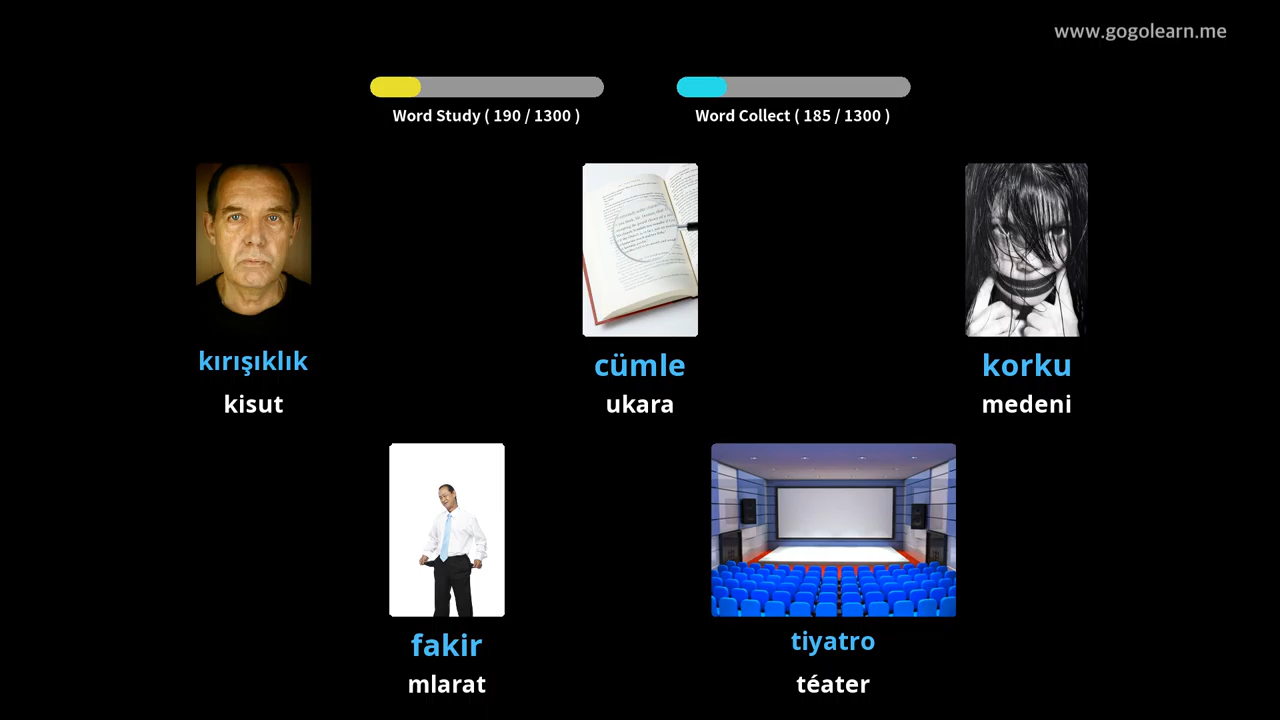 www.gogolearn.me
Word Study ( 190 / 1300 )
Word Collect ( 185 / 1300 )
kırışıklık
kisut
cümle
ukara
korku
medeni
fakir
mlarat
tiyatro
téater